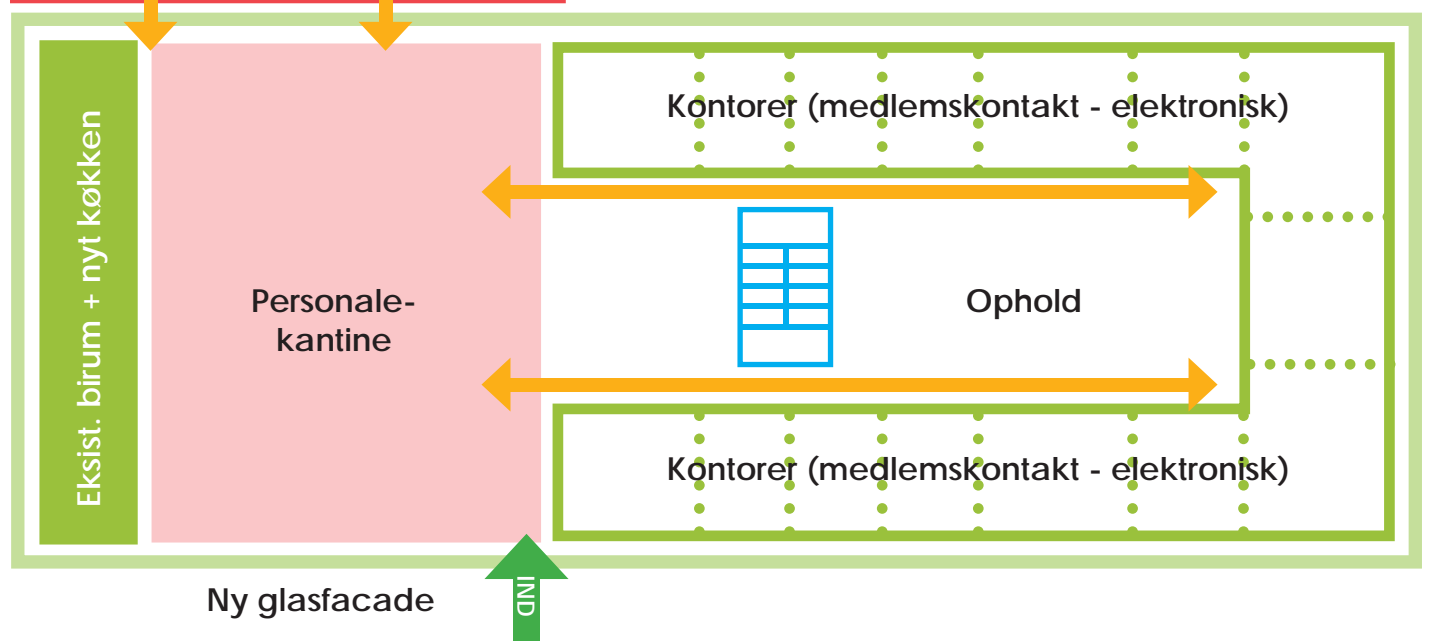 Kontorer (medlemskontakt - elektronisk)
Eksist. birum + nyt køkken
Personale-
kantine
Ophold
Kontorer (medlemskontakt - elektronisk)
Ny glasfacade
IND